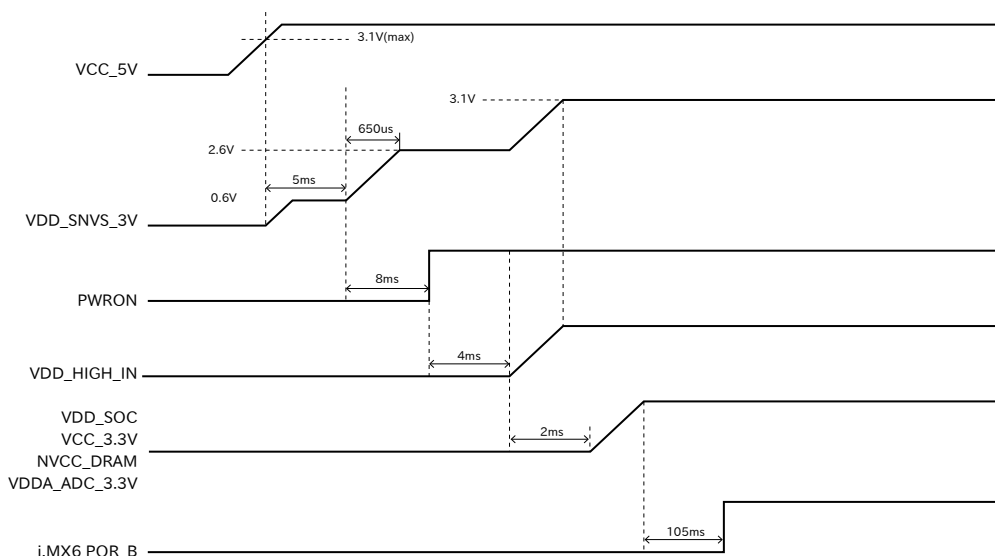 3.1V(max)
VCC_5V
3.1V
650us
2.6V
5ms
0.6V
VDD_SNVS_3V
8ms
PWRON
4ms
VDD_HIGH_IN
VDD_SOC
VCC_3.3V
2ms
NVCC_DRAM
VDDA_ADC_3.3V
105ms
i.MX6 POR_B